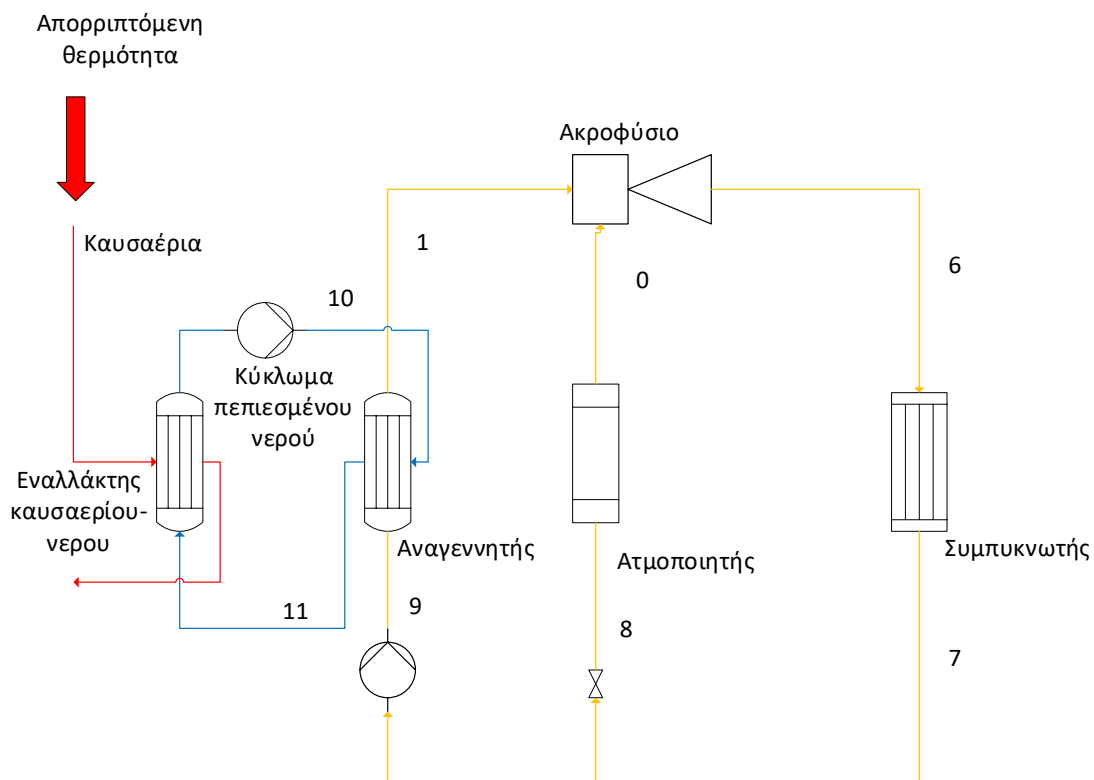 Απορριπτόμενη
θερμότητα
Ακροφύσιο
Καυσαέρια
1
0
6
10
Κύκλωμα
πεπιεσμένου
νερού
Εναλλάκτης
καυσαερίου-
νερου
Αναγεννητής
Ατμοποιητής
Συμπυκνωτής
11
9
8
7